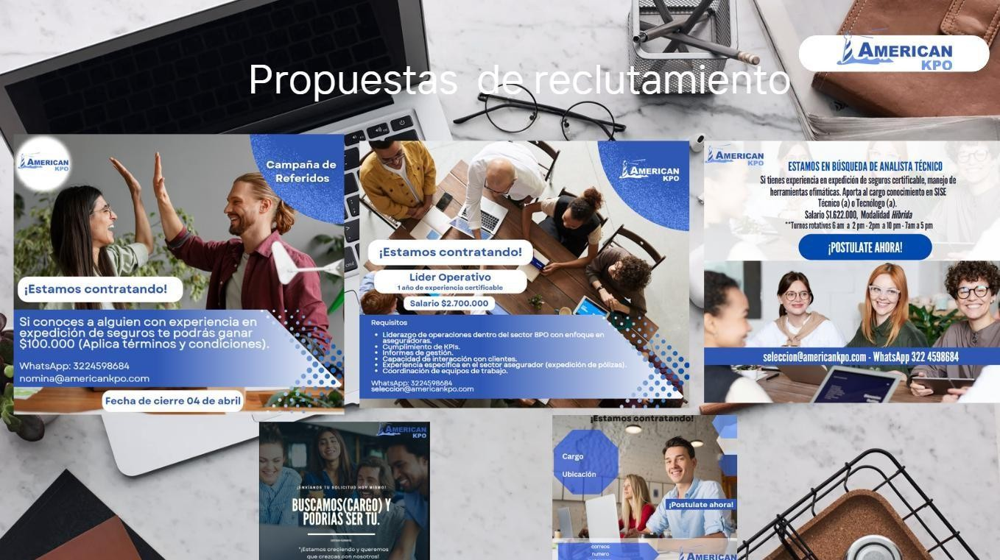 Propuestas de reclutamiento
AMERICAN
KPO
AMERICAN
KPO
Campaña de
Referidos
¡Estamos contratando!
Si conoces a alguien con experiencia en
expedición de seguros te podrás ganar
$100.000 (Aplica términos y condiciones).
WhatsApp: 3224598684
nomina@americankpo.com
Fecha de cierre 04 de abril
AMERICAN
KPO
¡Estamos contratando!
Lider Operativo
1 año de experiencia certificable
Salario $2.700.000
Requisitos
• Liderazgo de operaciones dentro del sector BPO con enfoque en
aseguradoras.
• Cumplimiento de KPIs.
• Informes de gestión.
• Capacidad de interacción con clientes.
• Experiencia específica en el sector asegurador (expedición de pólizas).
• Coordinación de equipos de trabajo.
WhatsApp: 3224598684
seleccion@americankpo.com
AMERICAN
KPO
ESTAMOS EN BÚSQUEDA DE ANALISTA TÉCNICO
Si tienes experiencia en expedición de seguros certificable, manejo de
herramientas ofimáticas. Aporta al cargo conocimiento en SISE
Técnico (a) o Tecnólogo (a).
Salario $1.622.000, Modalidad Híbrida
**Turnos rotativos 6 am a 2 pm - 2pm a 10 pm - 7am a 5 pm
¡POSTULATE AHORA!
seleccion@americankpo.com - WhatsApp 322 4598684
AMERICAN
KPO
¡ENVÍANOS TU SOLICITUD HOY MISMO!
BUSCAMOS(CARGO) Y
PODRIAS SER TU.
"¡Estamos creciendo y queremos
que crezcas con nosotros!
¡Estamos contratando!
Cargo
Ubicación
¡Postulate ahora!
correos
numero
AMERICAN